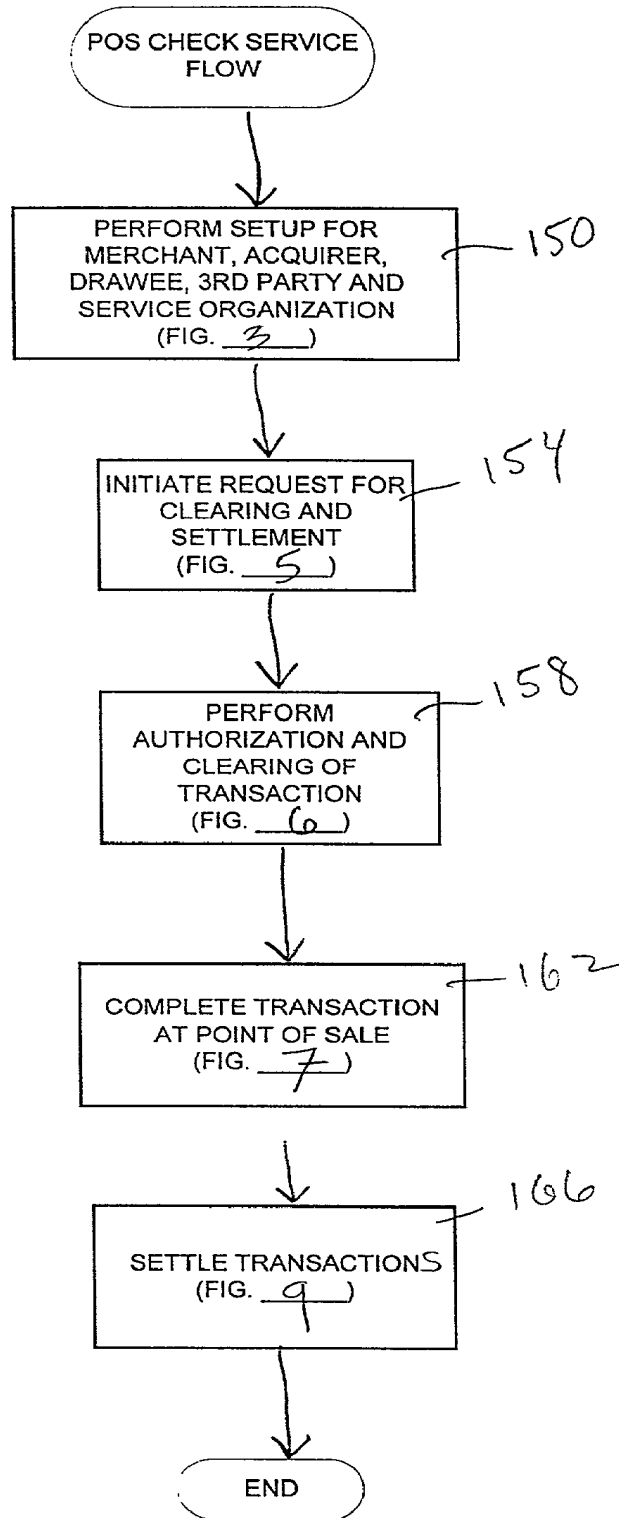 POS CHECK SERVICE
FLOW
PERFORM SETUP FOR
MERCHANT, ACQUIRER,
DRAWEE, 3RD PARTY AND
SERVICE ORGANIZATION
(FIG. 3)
150
INITIATE REQUEST FOR
CLEARING AND
SETTLEMENT
(FIG. 5)
154
PERFORM
AUTHORIZATION AND
CLEARING OF
TRANSACTION
(FIG. 6)
158
COMPLETE TRANSACTION
AT POINT OF SALE
(FIG. 7)
162
SETTLE TRANSACTIONS
(FIG. 9)
166
END